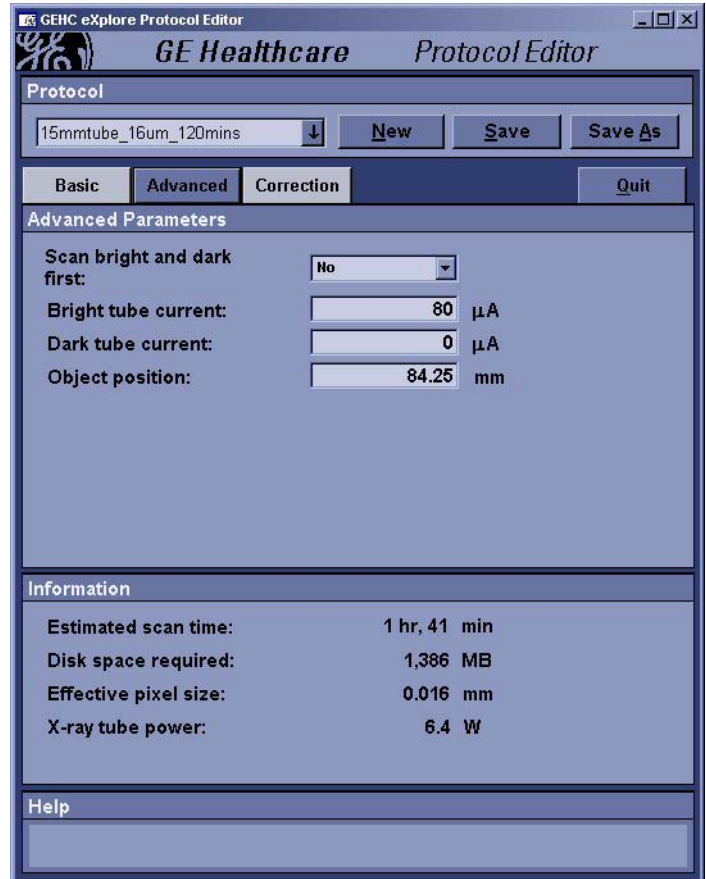 GEHC eXplore Protocol Editor
GE Healthcare Protocol Editor
Protocol
15mmtube_16um_120mins New Save Save As
Basic Advanced Correction Quit
Advanced Parameters
Scan bright and dark
first: No
Bright tube current: 80 μA
Dark tube current: 0 μA
Object position: 84.25 mm
Information
Estimated scan time: 1 hr, 41 min
Disk space required: 1,386 MB
Effective pixel size: 0.016 mm
X-ray tube power: 6.4 W
Help